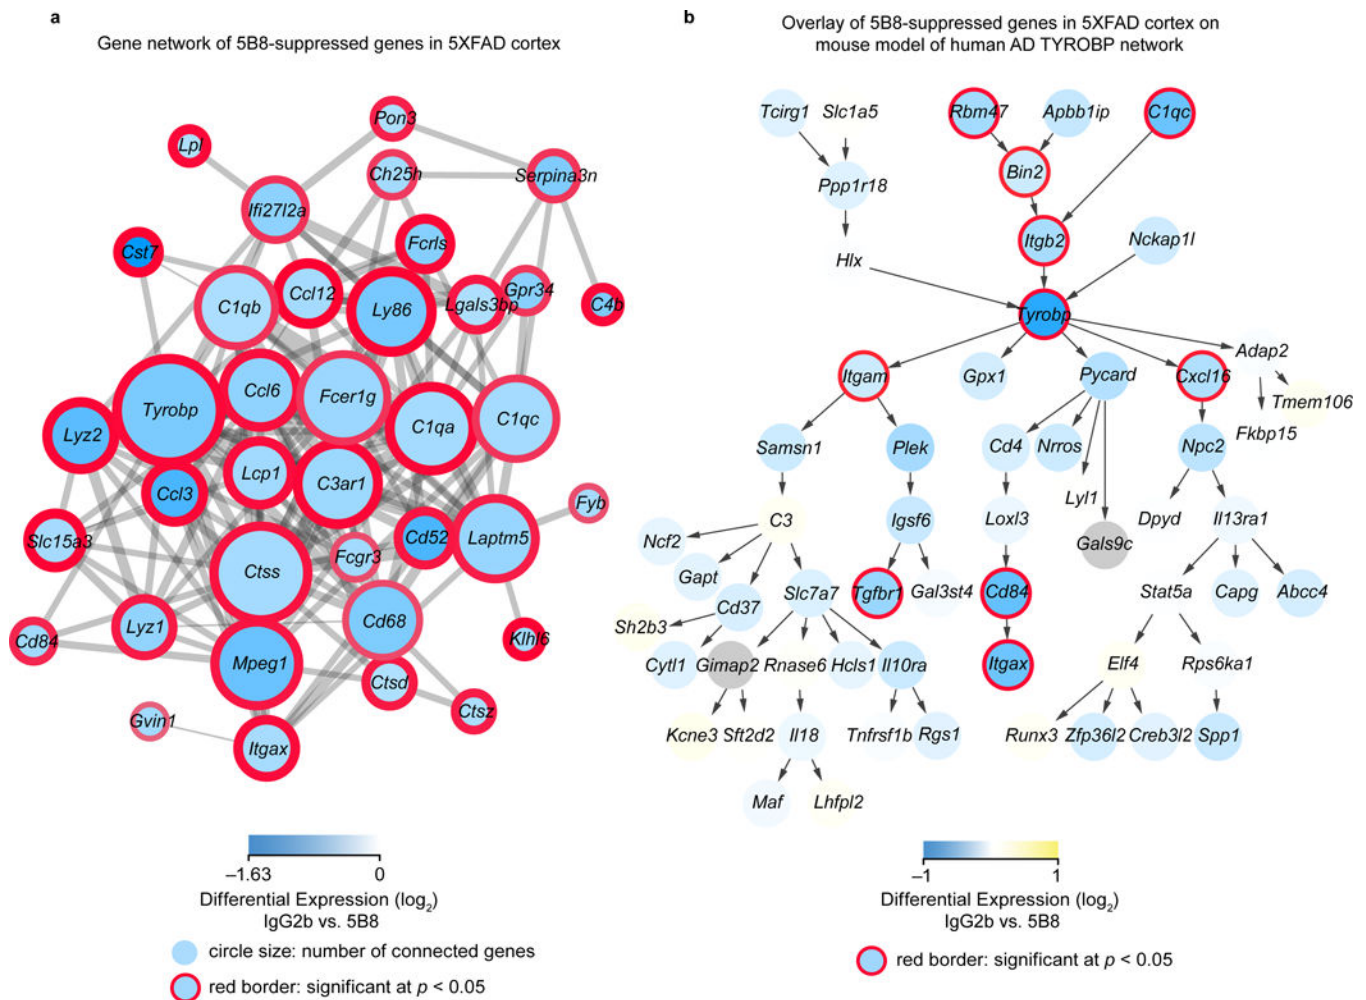 a
Gene network of 5B8-suppressed genes in 5XFAD cortex
Pon3
Lpl
Ch25h
Serpina3n
Ifi27l2a
Cst7
Fcrls
C1qb
Ccl12
Ly86
Lgals3bp
Gpr34
C4b
Tyrobp
Ccl6
Fcer1g
C1qa
C1qc
Lyz2
Lcp1
C3ar1
Ccl3
Fyb
Slc15a3
Ctss
Fcgr3
Cd52
Laptm5
Cd84
Lyz1
Cd68
Klhl6
Mpeg1
Ctsd
Ctsz
Gvin1
Itgax
–1.63 0
Differential Expression (log2)
IgG2b vs. 5B8
circle size: number of connected genes
red border: significant at p < 0.05
b
Overlay of 5B8-suppressed genes in 5XFAD cortex on
mouse model of human AD TYROBP network
Tcirg1 Slc1a5 Rbm47 Apbb1ip C1qc
Ppp1r18 Bin2
Hlx Itgb2 Nckap1l
Tyrobp
Adap2
Itgam Gpx1 Pycard Cxcl16
Tmem106
Fkbp15
Samsn1 Plek Cd4 Nrros Npc2
Lyl1
C3 Igsf6 Loxl3 Dpyd Il13ra1
Ncf2 Gals9c
Gapt
Cd37 Slc7a7 Tgfbr1 Gal3st4 Cd84 Stat5a Capg Abcc4
Sh2b3
Cytl1 Gimap2 Rnase6 Hcls1 Il10ra Itgax Elf4 Rps6ka1
Kcne3 Sft2d2 Il18 Tnfrsf1b Rgs1 Runx3 Zfp36l2 Creb3l2 Spp1
Maf Lhfpl2
–1 1
Differential Expression (log2)
IgG2b vs. 5B8
red border: significant at p < 0.05